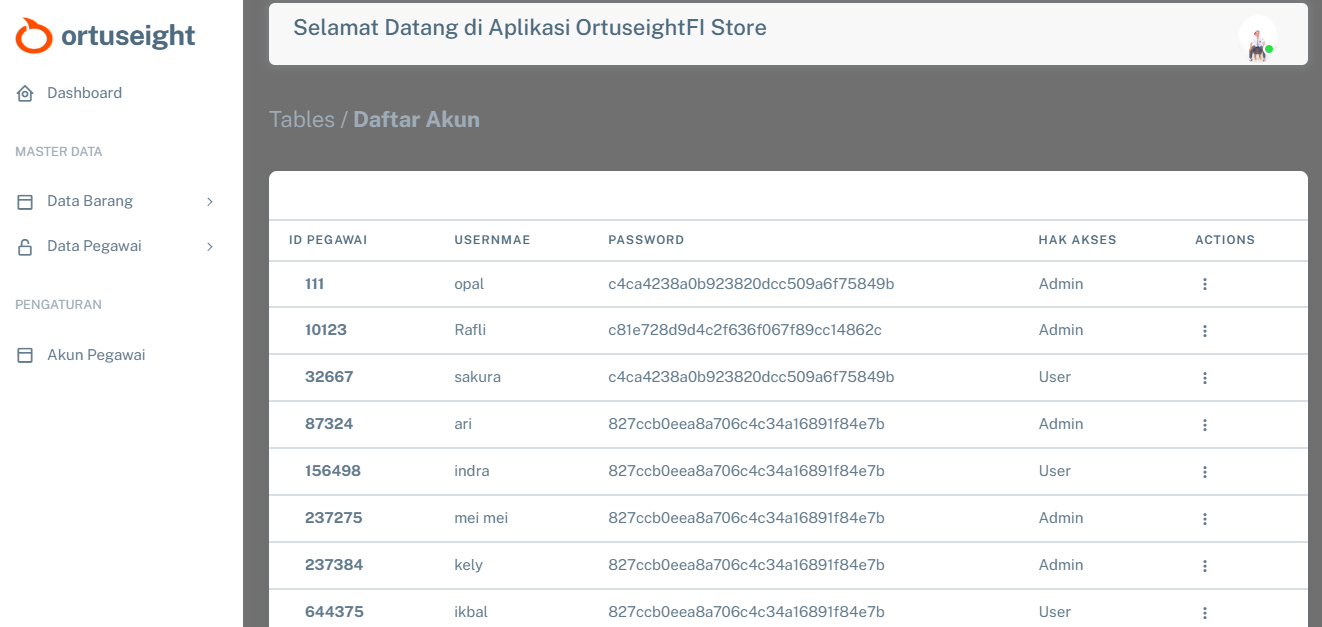 ortuseight
Selamat Datang di Aplikasi OrtuseightFI Store
Dashboard
MASTER DATA
Data Barang
Data Pegawai
PENGATURAN
Akun Pegawai
Tables / Daftar Akun
ID PEGAWAI USERNMAE PASSWORD HAK AKSES ACTIONS
111 opal c4ca4238a0b923820dcc509a6f75849b Admin
10123 Rafli c81e728d9d4c2f636f067f89cc14862c Admin
32667 sakura c4ca4238a0b923820dcc509a6f75849b User
87324 ari 827ccb0eea8a706c4c34a16891f84e7b Admin
156498 indra 827ccb0eea8a706c4c34a16891f84e7b User
237275 mei mei 827ccb0eea8a706c4c34a16891f84e7b Admin
237384 kely 827ccb0eea8a706c4c34a16891f84e7b Admin
644375 ikbal 827ccb0eea8a706c4c34a16891f84e7b User